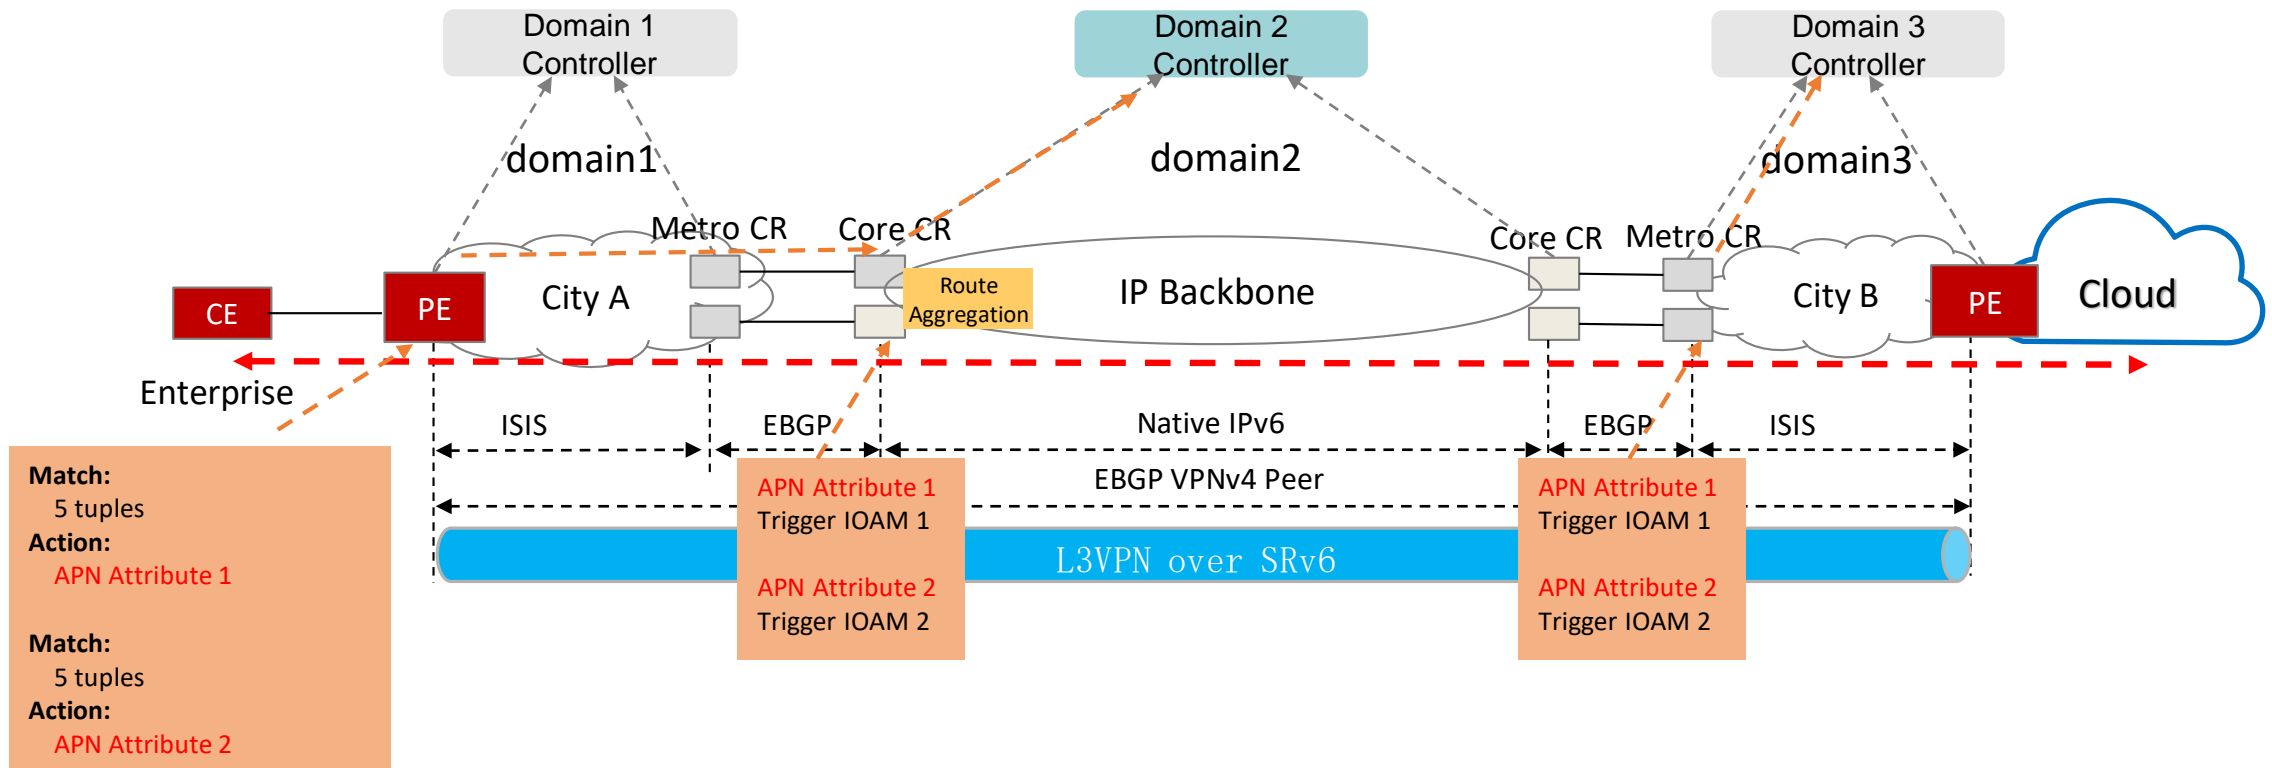 Domain 1
Controller
Domain 2
Controller
Domain 3
Controller
domain1
domain2
domain3
Metro CR
Core CR
Core CR
Metro CR
CE
PE
City A
Route
Aggregation
IP Backbone
City B
PE
Cloud
Enterprise
ISIS
EBGP
Native IPv6
EBGP
ISIS
EBGP VPNv4 Peer
L3VPN over SRv6
Match:
5 tuples
Action:
APN Attribute 1
Match:
5 tuples
Action:
APN Attribute 2
APN Attribute 1
Trigger IOAM 1
APN Attribute 2
Trigger IOAM 2
APN Attribute 1
Trigger IOAM 1
APN Attribute 2
Trigger IOAM 2